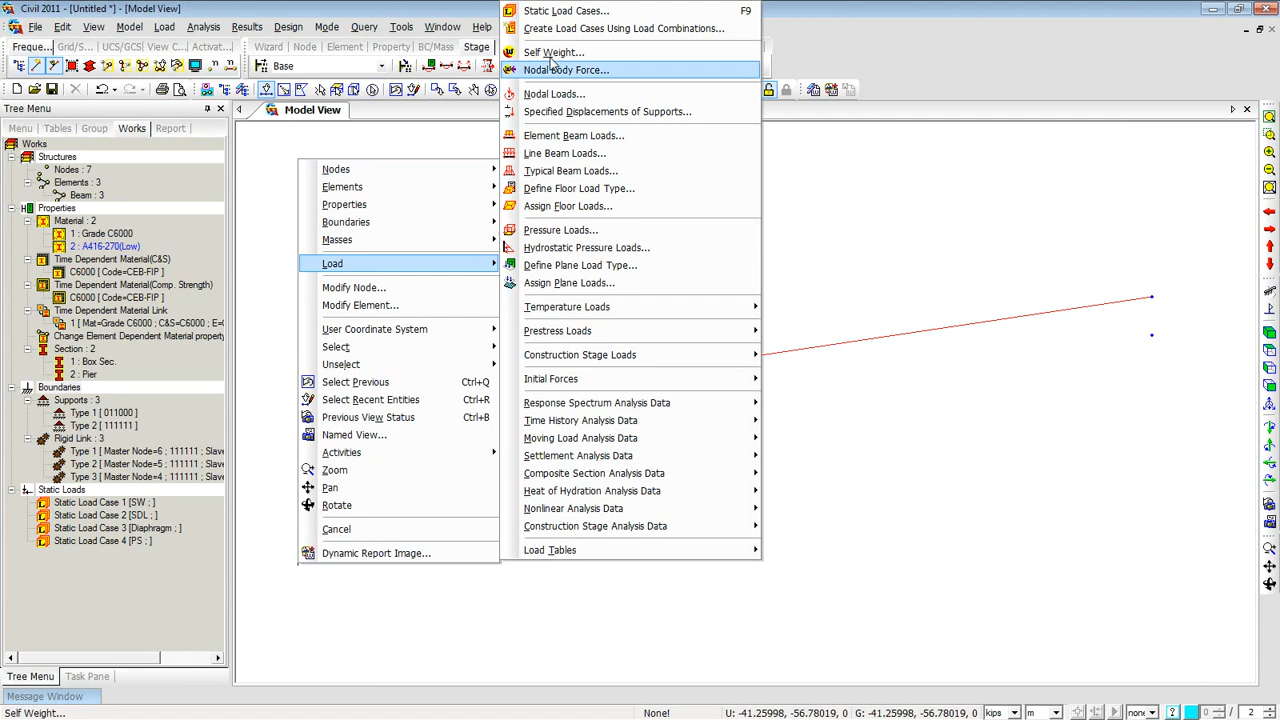 Civil 2011 - [Untitled *] - [Model View]
File Edit View Model Load Analysis Results Design Mode Query Tools Window Help
Freque... Grid/S... UCS/GCS View Activat... Wizard Node Element Property BC/Mass Stage
Base
Tree Menu
Menu Tables Group Works Report
Model View
Works
Structures
Nodes : 7
Elements : 3
Beam : 3
Properties
Material : 2
1 : Grade C6000
2 : A416-270(Low)
Time Dependent Material(C&S)
C6000 [ Code=CEB-FIP ]
Time Dependent Material(Comp. Strength)
C6000 [ Code=CEB-FIP ]
Time Dependent Material Link
1 [ Mat=Grade C6000 ; C&S=C6000 ; E=
Change Element Dependent Material property
Section : 2
1 : Box Sec.
2 : Pier
Boundaries
Supports : 3
Type 1 [ 011000 ]
Type 2 [ 111111 ]
Rigid Link : 3
Type 1 [ Master Node=6 ; 111111 ; Slave
Type 2 [ Master Node=5 ; 111111 ; Slave
Type 3 [ Master Node=4 ; 111111 ; Slave
Static Loads
Static Load Case 1 [SW ; ]
Static Load Case 2 [SDL ; ]
Static Load Case 3 [Diaphragm ; ]
Static Load Case 4 [PS ; ]
Nodes
Elements
Properties
Boundaries
Masses
Load
Modify Node...
Modify Element...
User Coordinate System
Select
Unselect
Select Previous Ctrl+Q
Select Recent Entities Ctrl+R
Previous View Status Ctrl+B
Named View...
Activities
Zoom
Pan
Rotate
Cancel
Dynamic Report Image...
Static Load Cases... F9
Create Load Cases Using Load Combinations...
Self Weight...
Nodal Body Force...
Nodal Loads...
Specified Displacements of Supports...
Element Beam Loads...
Line Beam Loads...
Typical Beam Loads...
Define Floor Load Type...
Assign Floor Loads...
Pressure Loads...
Hydrostatic Pressure Loads...
Define Plane Load Type...
Assign Plane Loads...
Temperature Loads
Prestress Loads
Construction Stage Loads
Initial Forces
Response Spectrum Analysis Data
Time History Analysis Data
Moving Load Analysis Data
Settlement Analysis Data
Composite Section Analysis Data
Heat of Hydration Analysis Data
Nonlinear Analysis Data
Construction Stage Analysis Data
Load Tables
Tree Menu Task Pane
Message Window
Self Weight... None! U: -41.25998, -56.78019, 0 G: -41.25998, -56.78019, 0 kips m none ? 0 / 2